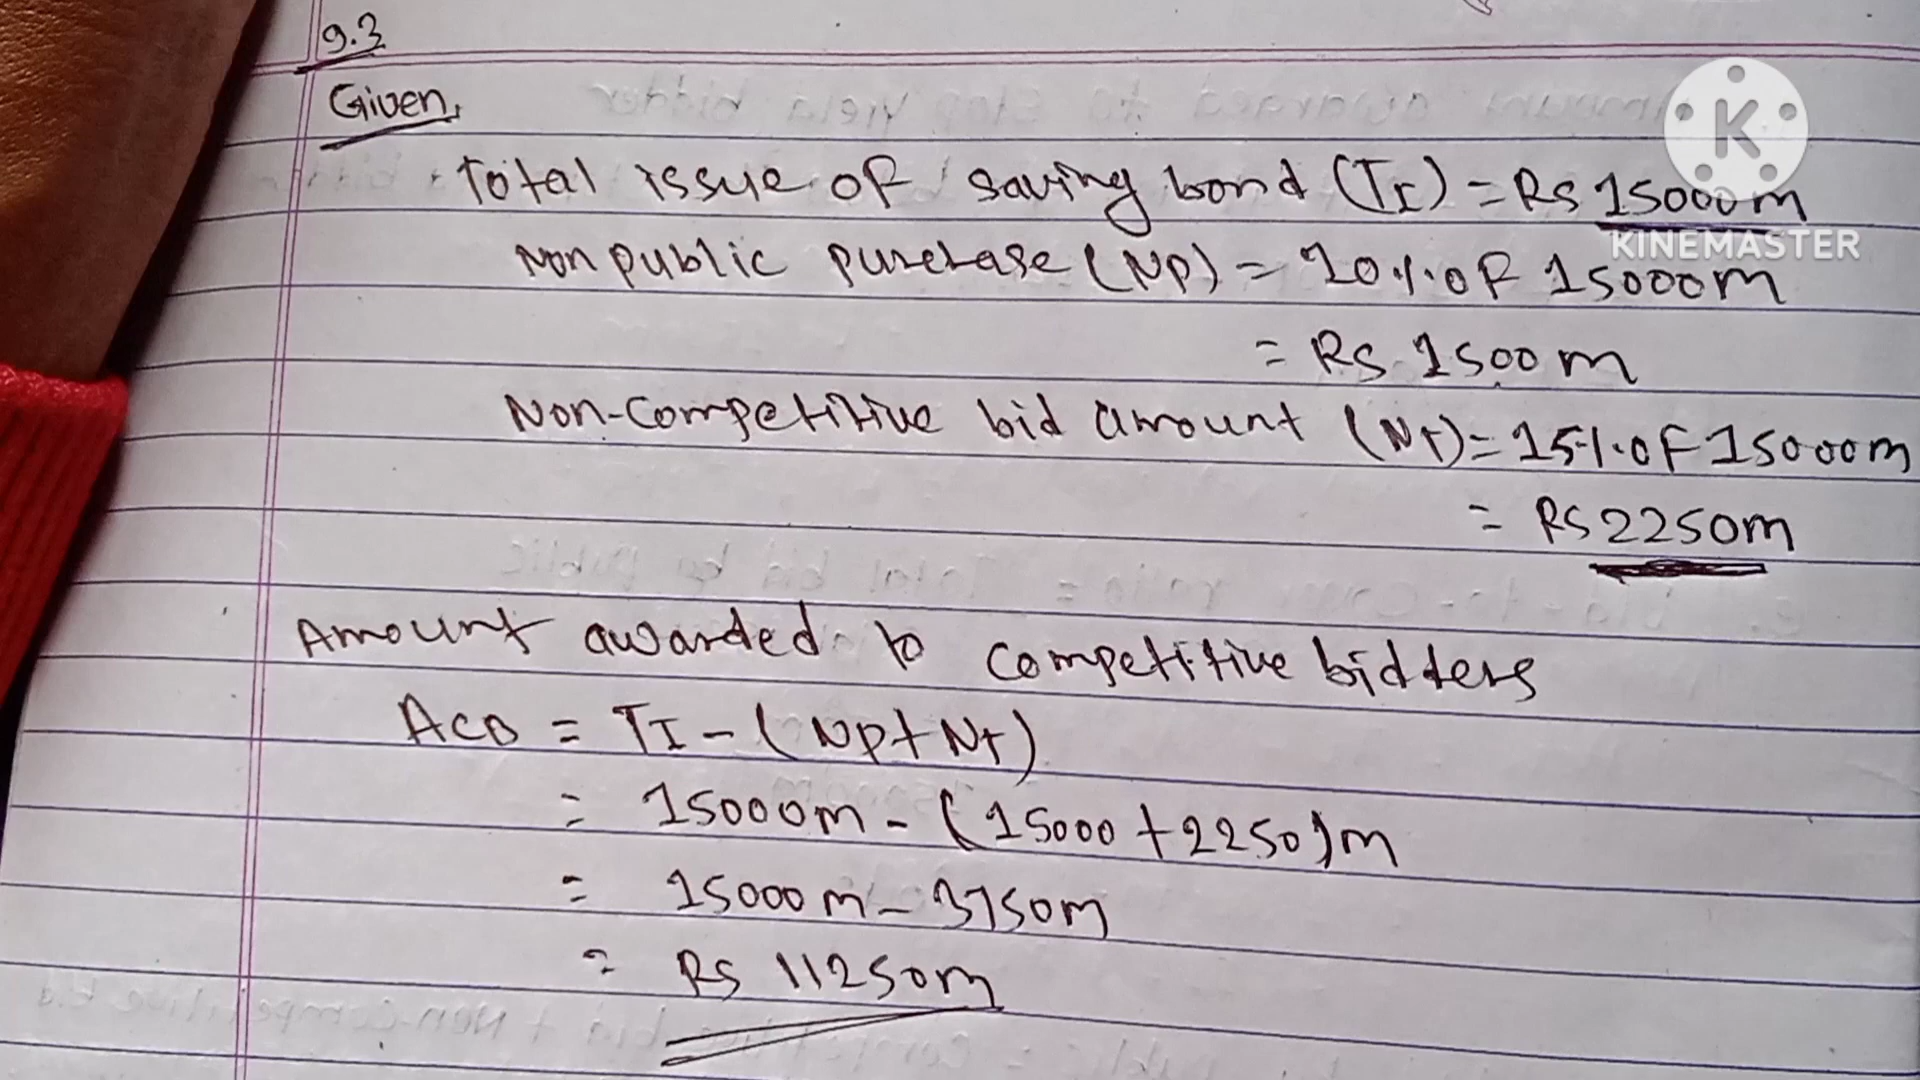 9.3
Given,
Total issue of saving bond (TI) = Rs 15000m
KINEMASTER
Non public purchase (NP) = 10% of 15000m
= Rs 1500m
Non-Competitive bid amount (NT) = 15% of 15000m
= RS 2250m
Amount awarded to competitive bidders
ACB = TI - (NP + NT)
= 15000m - (15000 + 2250)m
= 15000m - 3750m
= Rs 11250m